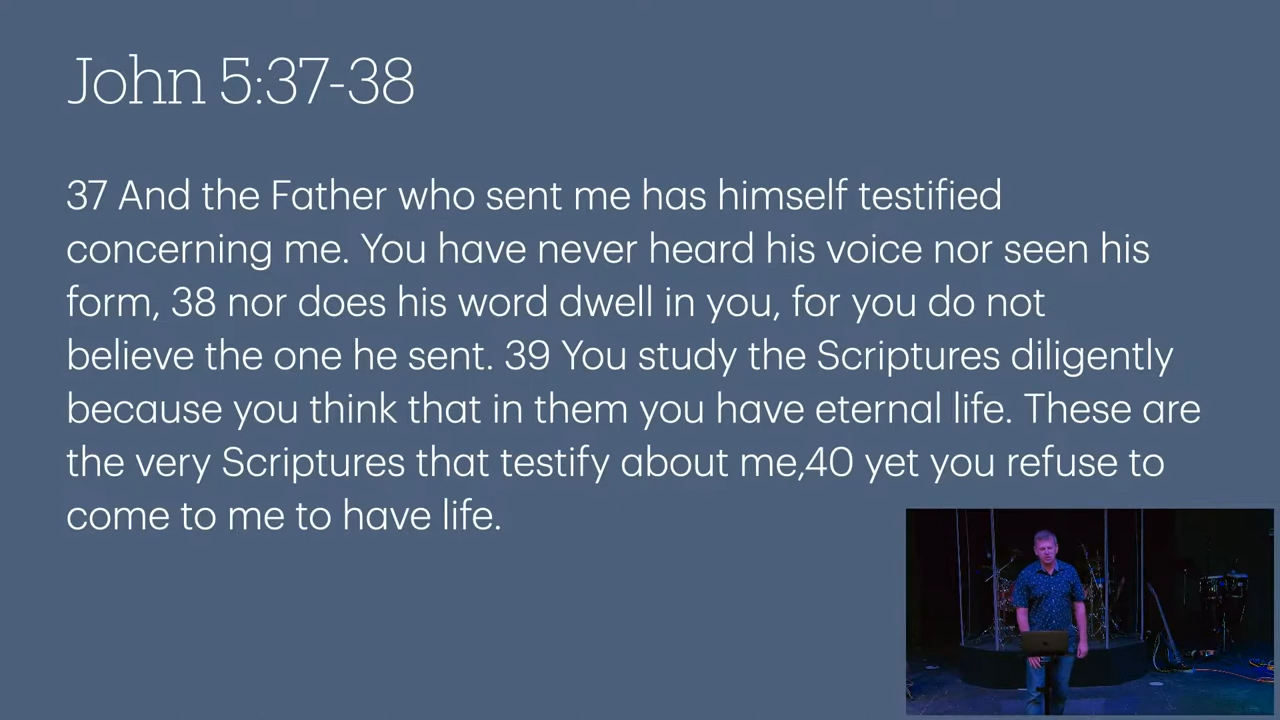 John 5:37-38
37 And the Father who sent me has himself testified
concerning me. You have never heard his voice nor seen his
form, 38 nor does his word dwell in you, for you do not
believe the one he sent. 39 You study the Scriptures diligently
because you think that in them you have eternal life. These are
the very Scriptures that testify about me,40 yet you refuse to
come to me to have life.